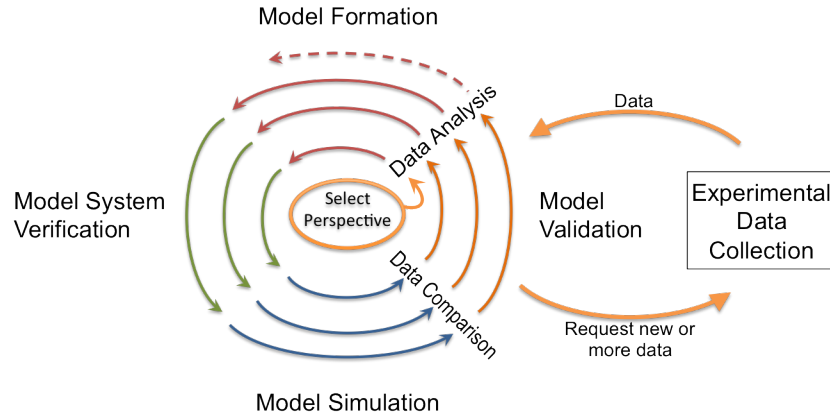 Model Formation
Data
Data Analysis
Select
Perspective
Model System
Verification
Model
Validation
Experimental
Data
Collection
Data Comparison
Request new or
more data
Model Simulation